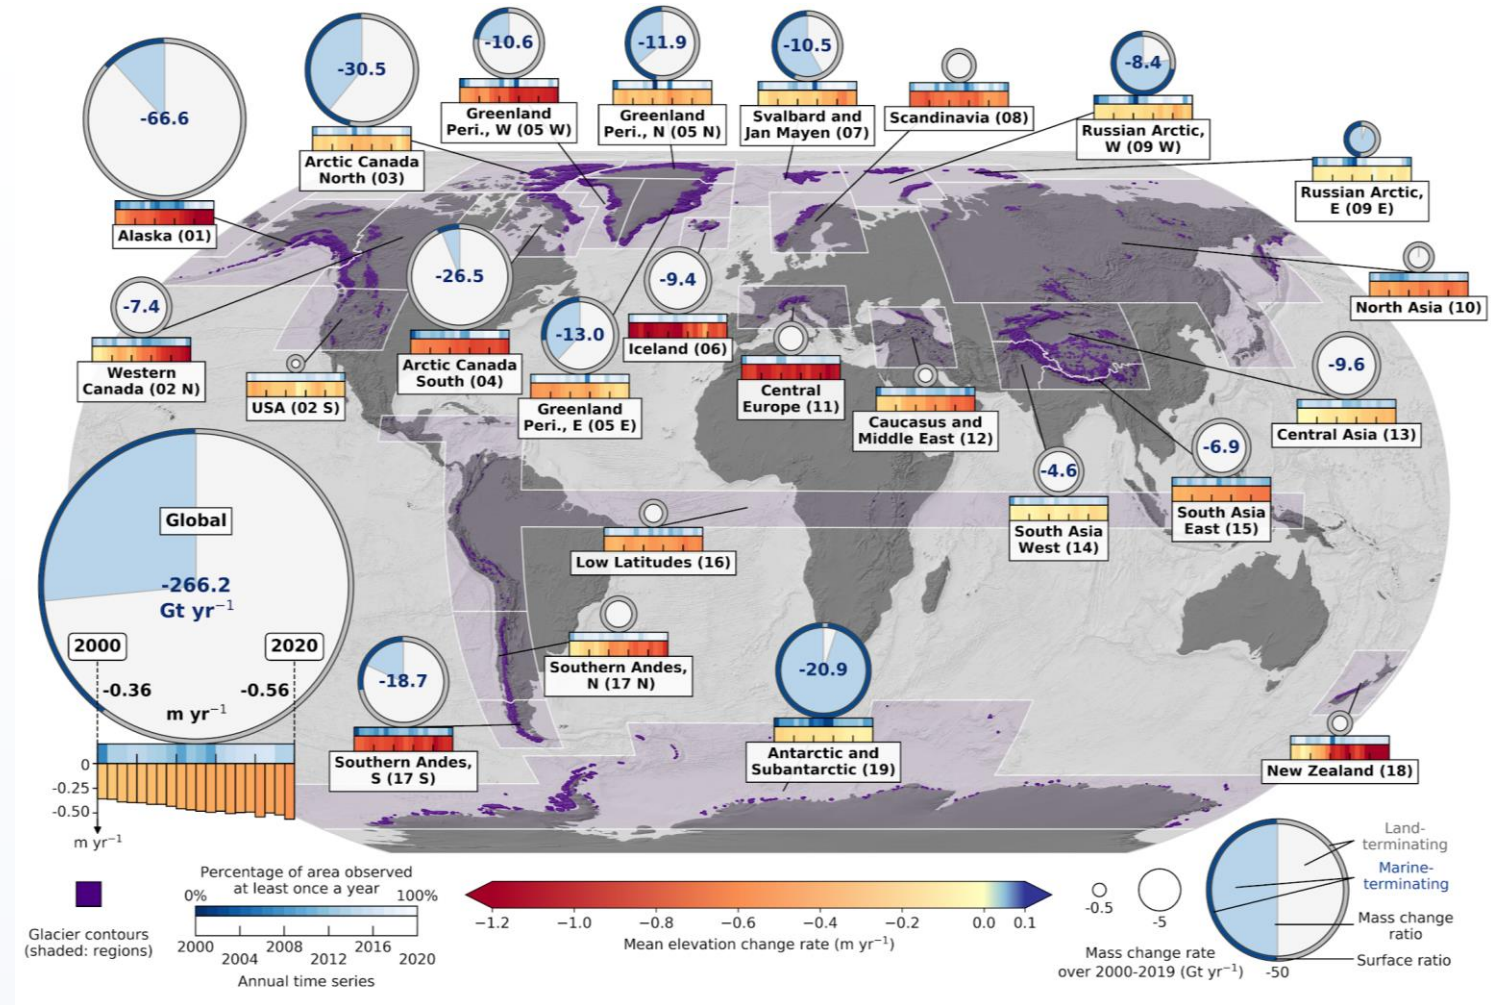 -66.6
Alaska (01)
-30.5
Arctic Canada
North (03)
-10.6
Greenland
Peri., W (05 W)
-11.9
Greenland
Peri., N (05 N)
-10.5
Svalbard and
Jan Mayen (07)
Scandinavia (08)
-8.4
Russian Arctic,
W (09 W)
Russian Arctic,
E (09 E)
North Asia (10)
-7.4
Western
Canada (02 N)
USA (02 S)
-26.5
Arctic Canada
South (04)
-13.0
Greenland
Peri., E (05 E)
-9.4
Iceland (06)
Central
Europe (11)
Caucasus and
Middle East (12)
-9.6
Central Asia (13)
-4.6
South Asia
West (14)
-6.9
South Asia
East (15)
Low Latitudes (16)
Southern Andes,
N (17 N)
-18.7
Southern Andes,
S (17 S)
-20.9
Antarctic and
Subantarctic (19)
New Zealand (18)
Global
-266.2
Gt yr⁻¹
2000 2020
-0.36 -0.56
m yr⁻¹
0
-0.25
-0.50
m yr⁻¹
Glacier contours
(shaded: regions)
Percentage of area observed
at least once a year
0% 100%
2000 2008 2016
2004 2012 2020
Annual time series
−1.2 −1.0 −0.8 −0.6 −0.4 −0.2 0.0 0.1
Mean elevation change rate (m yr⁻¹)
-0.5 -5 -50
Mass change rate
over 2000-2019 (Gt yr⁻¹)
Land-
terminating
Marine-
terminating
Mass change
ratio
Surface ratio